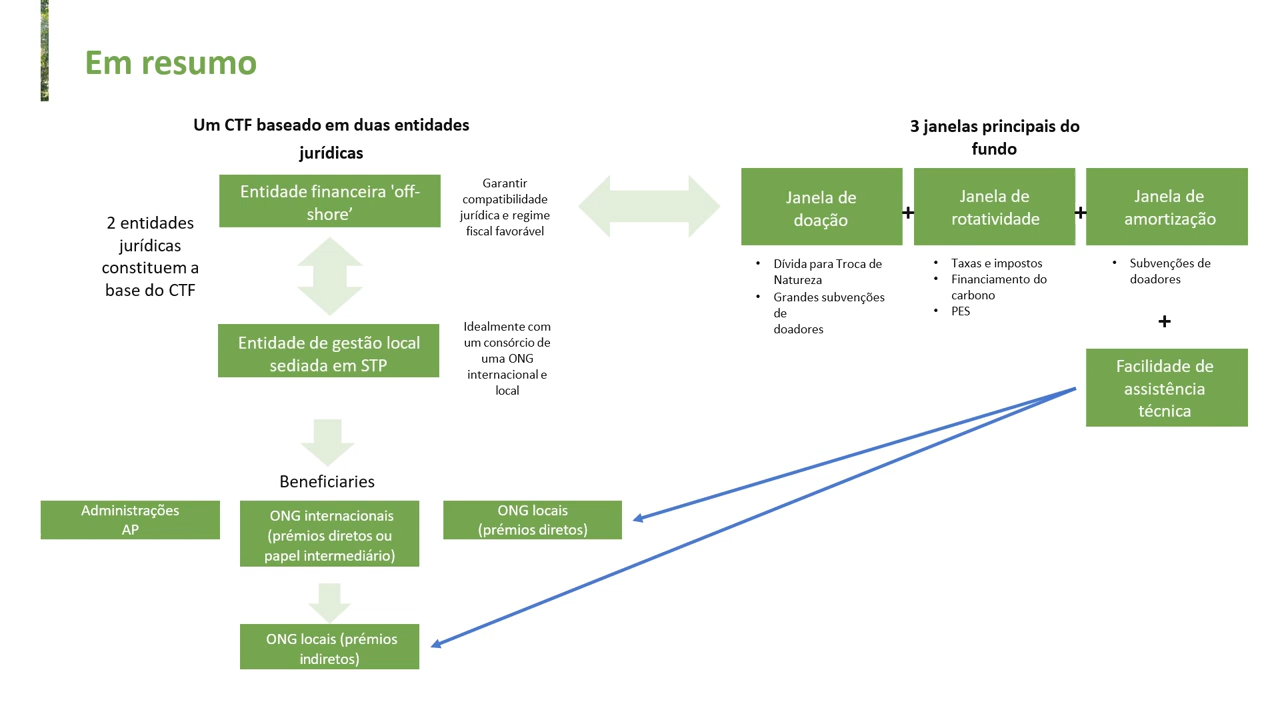 Em resumo
Um CTF baseado em duas entidades
jurídicas
2 entidades
jurídicas
constituem a
base do CTF
Entidade financeira 'off-
shore’
Garantir
compatibilidade
jurídica e regime
fiscal favorável
Entidade de gestão local
sediada em STP
Idealmente com
um consórcio de
uma ONG
internacional e
local
3 janelas principais do
fundo
Janela de
doação
+
Janela de
rotatividade
+
Janela de
amortização
• Dívida para Troca de
Natureza
• Grandes subvenções
de
doadores
• Taxas e impostos
• Financiamento do
carbono
• PES
• Subvenções de
doadores
+
Facilidade de
assistência
técnica
Beneficiaries
Administrações
AP
ONG internacionais
(prémios diretos ou
papel intermediário)
ONG locais
(prémios diretos)
ONG locais (prémios
indiretos)